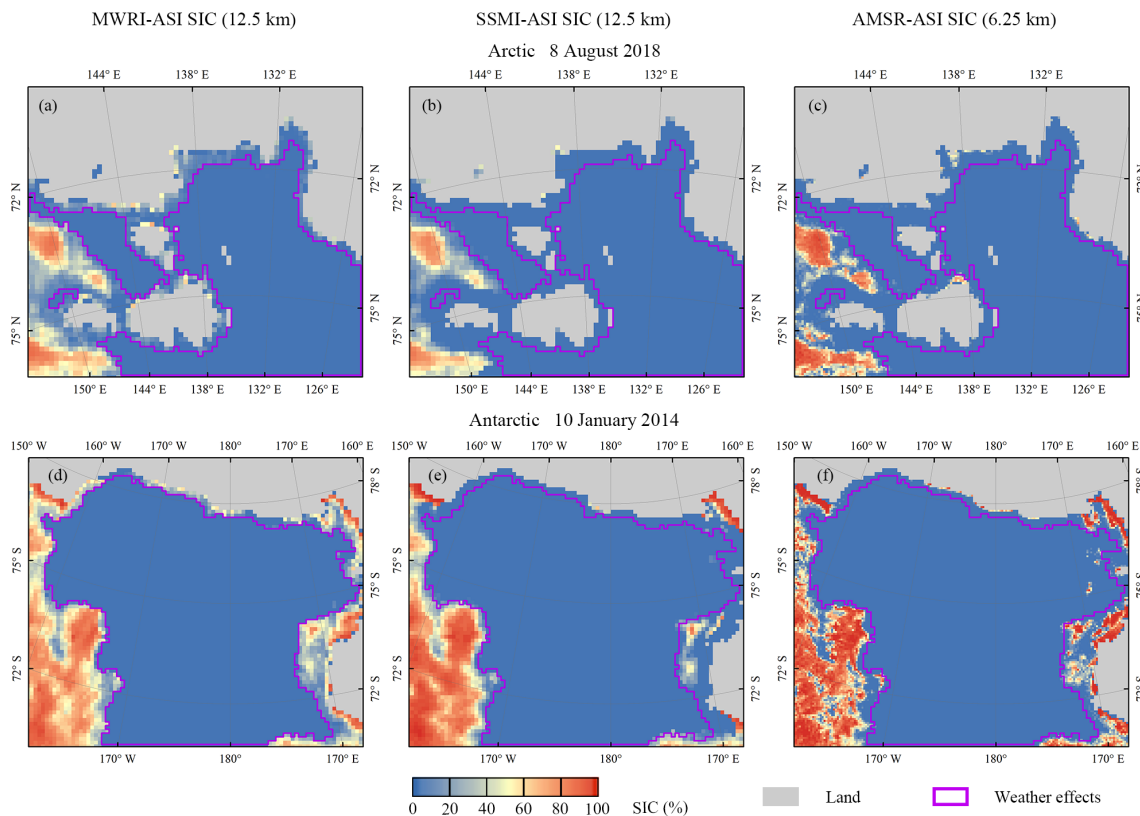 MWRI-ASI SIC (12.5 km) SSMI-ASI SIC (12.5 km) AMSR-ASI SIC (6.25 km)
Arctic 8 August 2018
144° E 138° E 132° E 144° E 138° E 132° E 144° E 138° E 132° E
(a) (b) (c)
72° N 72° N 72° N 72° N 72° N
75° N 75° N 75° N 75° N 75° N
150° E 144° E 138° E 132° E 126° E 150° E 144° E 138° E 132° E 126° E 150° E 144° E 138° E 132° E 126° E
Antarctic 10 January 2014
150° W 160° W 170° W 180° 170° E 160° E 150° W 160° W 170° W 180° 170° E 160° E 150° W 160° W 170° W 180° 170° E 160° E
(d) (e) (f)
78° S 78° S 78° S
75° S 75° S 75° S 75° S 75° S 75° S
72° S 72° S 72° S 72° S 72° S 72° S
170° W 180° 170° E 170° W 180° 170° E 170° W 180° 170° E
0 20 40 60 80 100 SIC (%) Land Weather effects